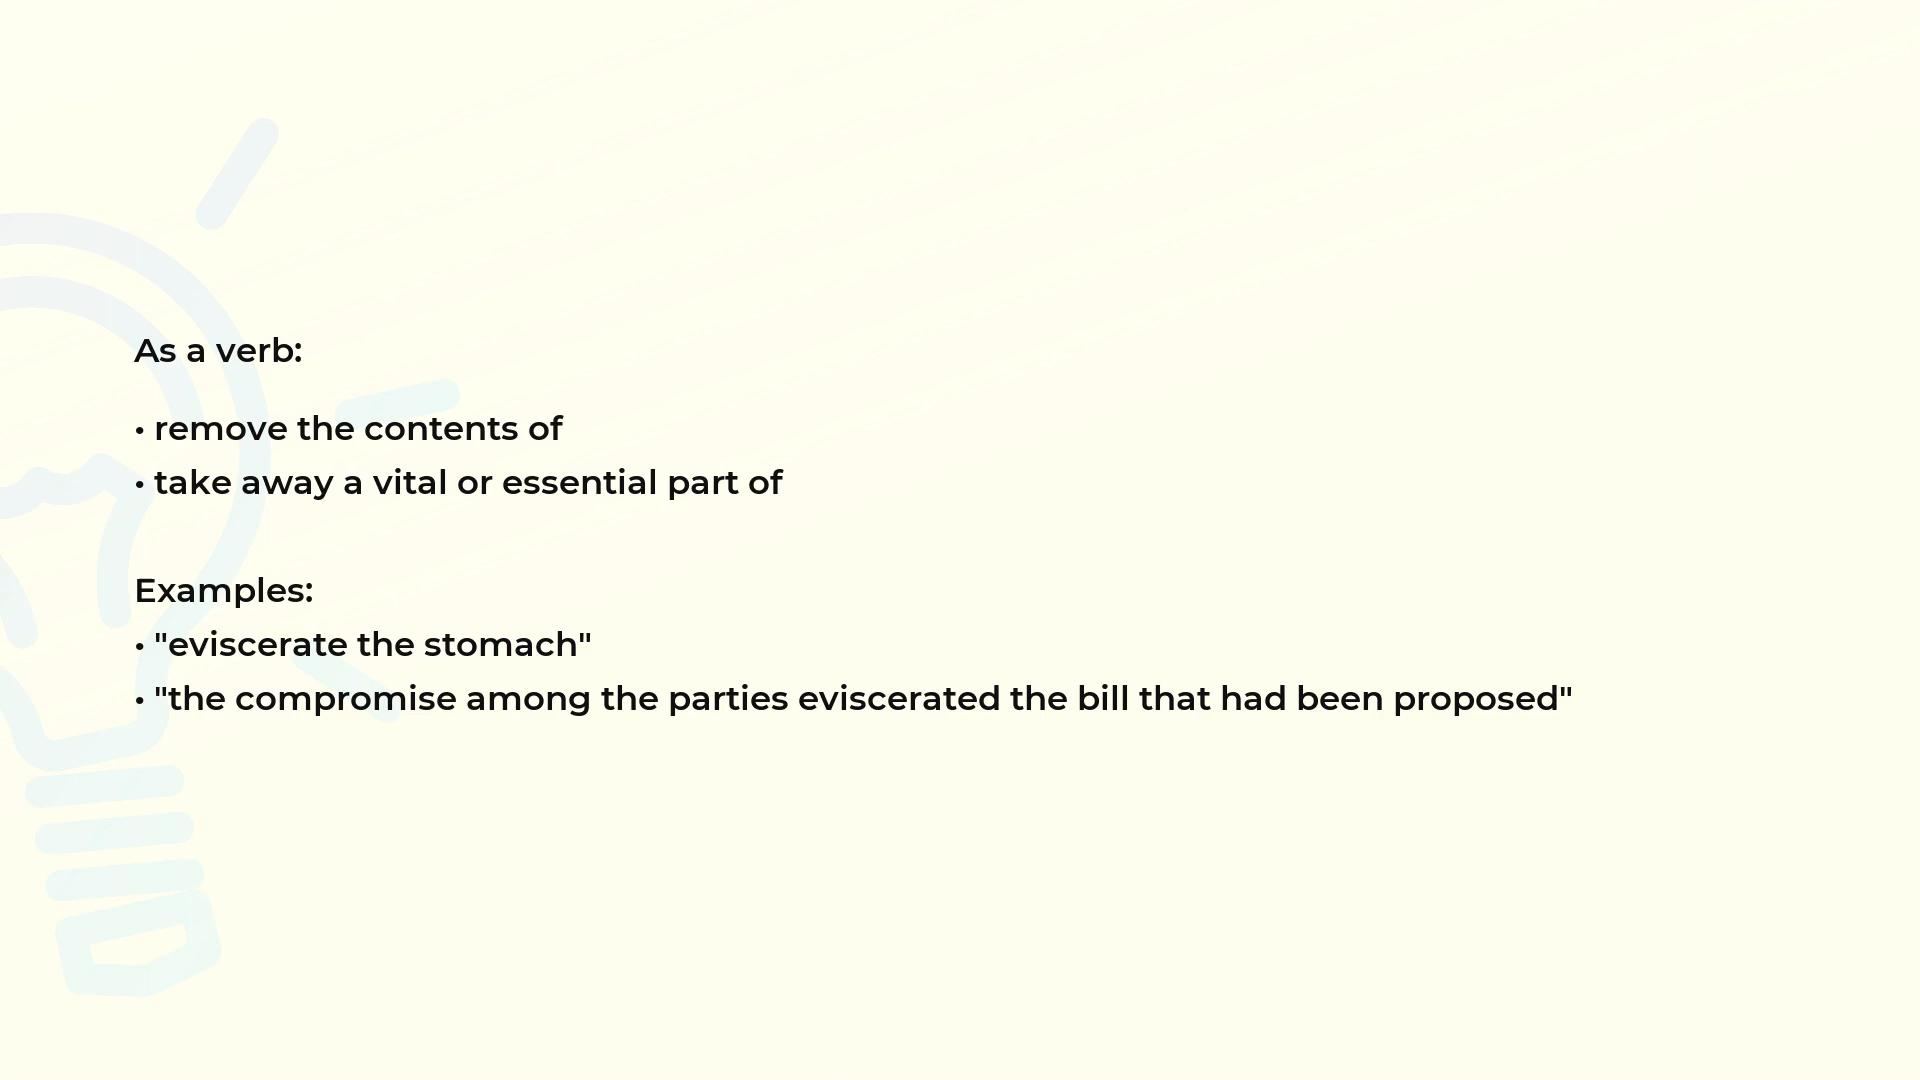 As a verb:
• remove the contents of
• take away a vital or essential part of
Examples:
• "eviscerate the stomach"
• "the compromise among the parties eviscerated the bill that had been proposed"